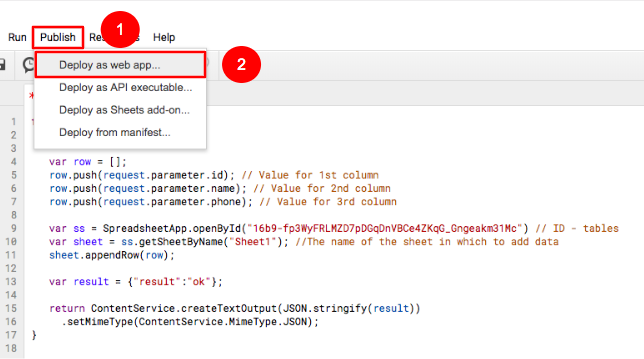 1
Run Publish Res Help
Deploy as web app...
2
Deploy as API executable...
Deploy as Sheets add-on...
Deploy from manifest...
*
1
2
3
4 var row = [];
5 row.push(request.parameter.id); // Value for 1st column
6 row.push(request.parameter.name); // Value for 2nd column
7 row.push(request.parameter.phone); // Value for 3rd column
8
9 var ss = SpreadsheetApp.openById("16b9-fp3WyFRLMZD7pDGqDnVBCe4ZKqG_Gngeakm31Mc") // ID - tables
10 var sheet = ss.getSheetByName("Sheet1"); //The name of the sheet in which to add data
11 sheet.appendRow(row);
12
13 var result = {"result":"ok"};
14
15 return ContentService.createTextOutput(JSON.stringify(result))
16 .setMimeType(ContentService.MimeType.JSON);
17 }
18